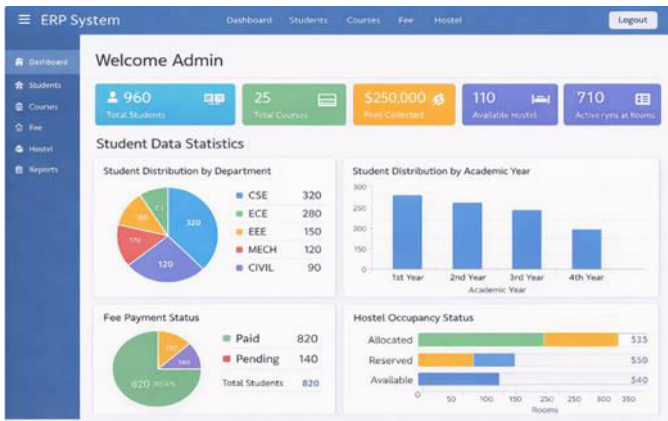 ERP System
Dashboard Students Courses Fee Hostel
Logout
Dashboard
Students
Courses
Fee
Hostel
Reports
Welcome Admin
960
Total Students
25
Total Courses
$250,000
Collected
110
Available Hostel
710
Student Data Statistics
Student Distribution by Department
320
120
170
CSE 320
ECE 280
EEE 150
MECH 120
CIVIL 90
Student Distribution by Academic Year
300
250
200
150
0
1st Year 2nd Year 3rd Year 4th Year
Academic Year
Fee Payment Status
820
Paid 820
Pending 140
Total Students 820
Hostel Occupancy Status
Allocated $35
Reserved $50
Available $40
0 50 100 150 250 250 300 350
Rooms